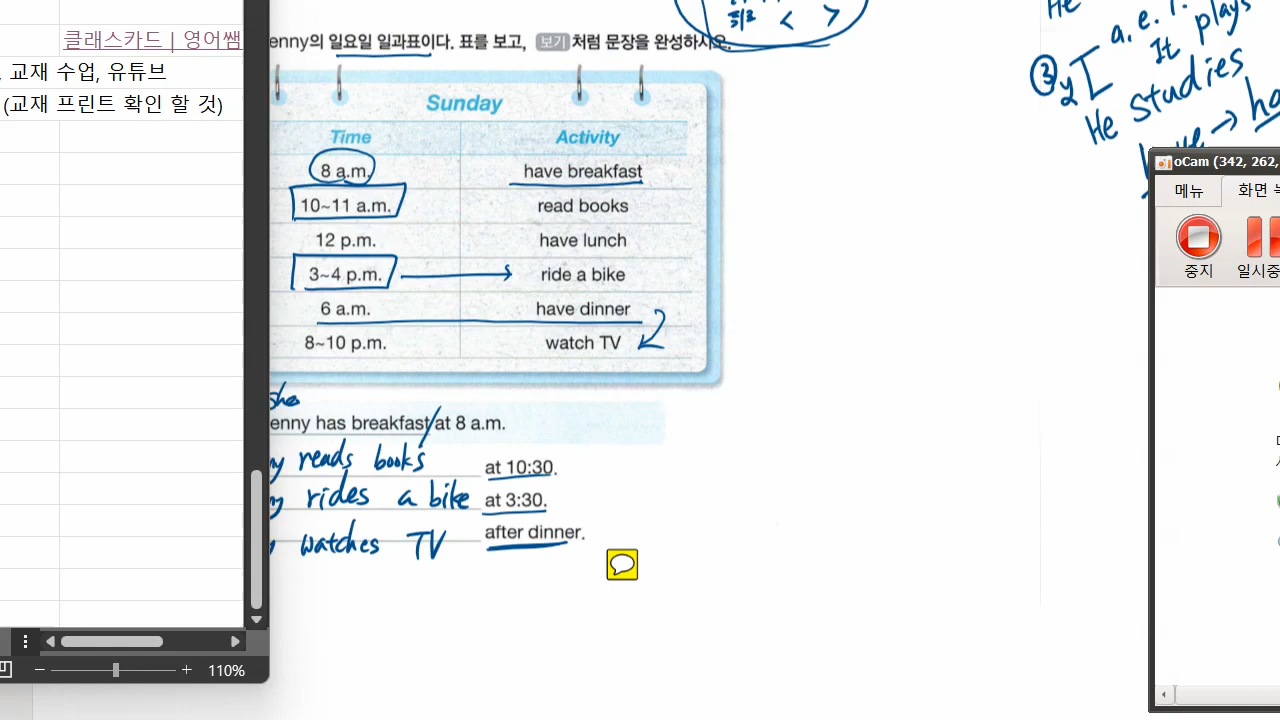 클래스카드 | 영어쌤
, 교재 수업, 유튜브
(교재 프린트 확인 할 것)
110%
enny의 일요일 일과표이다. 표를 보고, 보기 처럼 문장을 완성하시오.
< >
Sunday
Time Activity
8 a.m. have breakfast
10~11 a.m. read books
12 p.m. have lunch
3~4 p.m. ride a bike
6 a.m. have dinner
8~10 p.m. watch TV
she
enny has breakfast/at 8 a.m.
y reads books at 10:30.
y rides a bike at 3:30.
y watches TV after dinner.
He
a. e. i.
It plays
③ y
He studies
→ ha
oCam (342, 262,
메뉴 화면 녹
중지 일시중